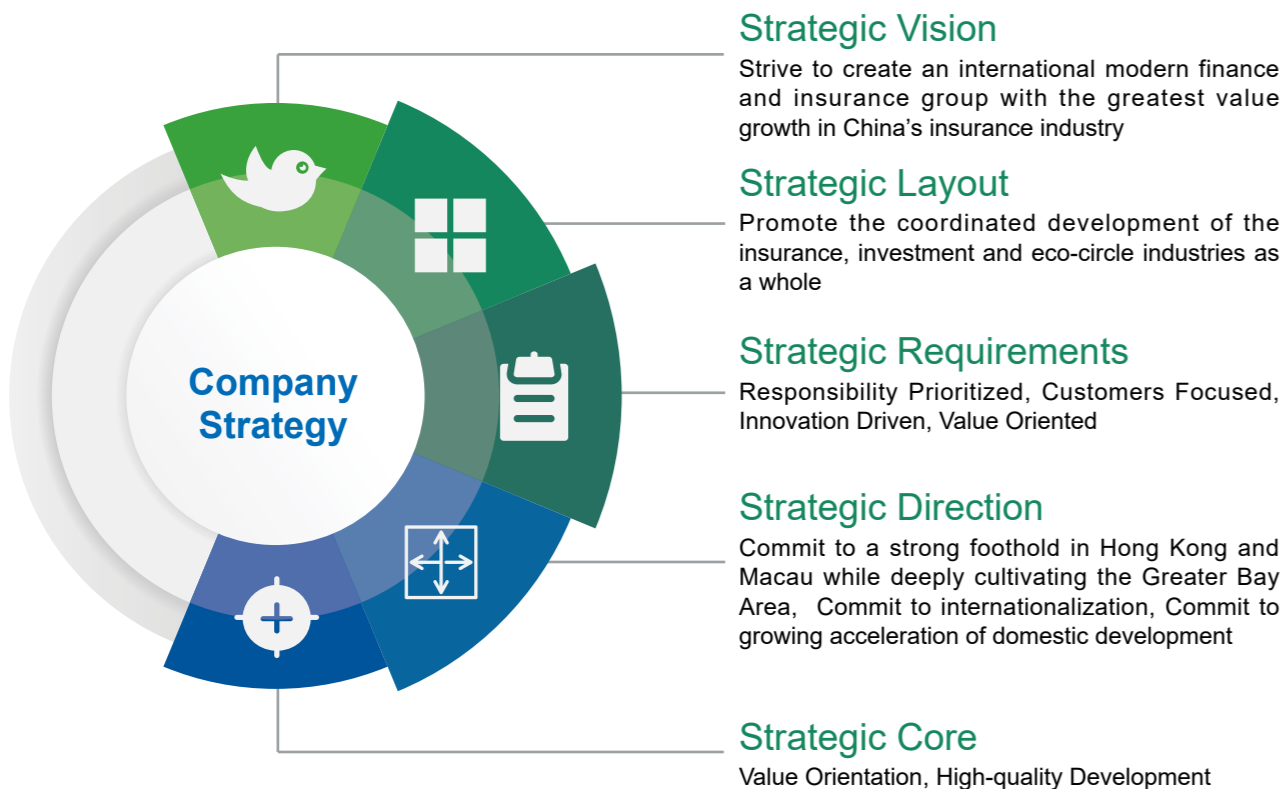 Company
Strategy
Strategic Vision
Strive to create an international modern finance
and insurance group with the greatest value
growth in China’s insurance industry
Strategic Layout
Promote the coordinated development of the
insurance, investment and eco-circle industries as
a whole
Strategic Requirements
Responsibility Prioritized, Customers Focused,
Innovation Driven, Value Oriented
Strategic Direction
Commit to a strong foothold in Hong Kong and
Macau while deeply cultivating the Greater Bay
Area, Commit to internationalization, Commit to
growing acceleration of domestic development
Strategic Core
Value Orientation, High-quality Development